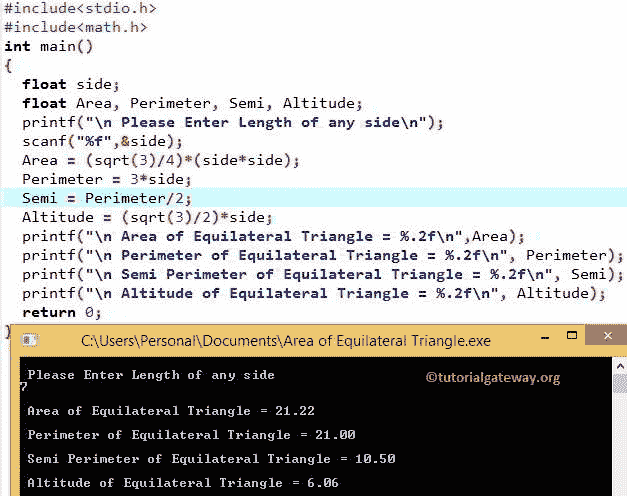 #include<stdio.h>
#include<math.h>
int main()
{
  float side;
  float Area, Perimeter, Semi, Altitude;
  printf("\n Please Enter Length of any side\n");
  scanf("%f",&side);
  Area = (sqrt(3)/4)*(side*side);
  Perimeter = 3*side;
  Semi = Perimeter/2;
  Altitude = (sqrt(3)/2)*side;
  printf("\n Area of Equilateral Triangle = %.2f\n",Area);
  printf("\n Perimeter of Equilateral Triangle = %.2f\n", Perimeter);
  printf("\n Semi Perimeter of Equilateral Triangle = %.2f\n", Semi);
  printf("\n Altitude of Equilateral Triangle = %.2f\n", Altitude);
  return 0;
}
C:\Users\Personal\Documents\Area of Equilateral Triangle.exe
Please Enter Length of any side
7
©tutorialgateway.org
Area of Equilateral Triangle = 21.22
Perimeter of Equilateral Triangle = 21.00
Semi Perimeter of Equilateral Triangle = 10.50
Altitude of Equilateral Triangle = 6.06